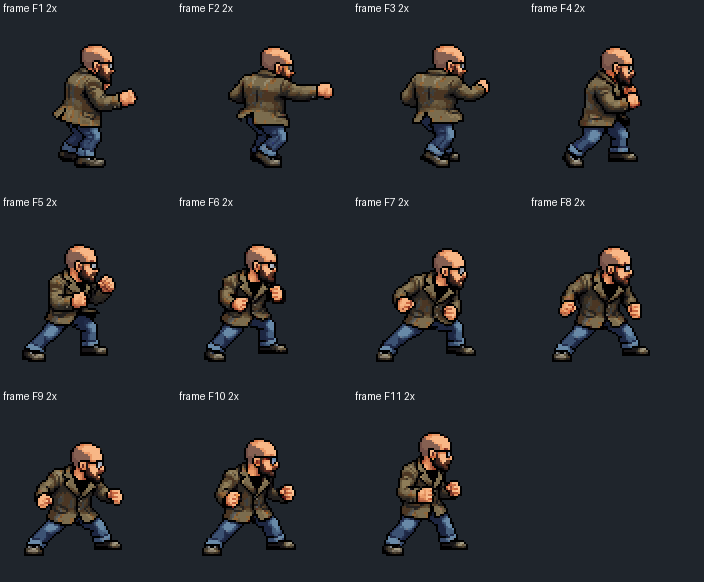 frame F1 2x
frame F2 2x
frame F3 2x
frame F4 2x
frame F5 2x
frame F6 2x
frame F7 2x
frame F8 2x
frame F9 2x
frame F10 2x
frame F11 2x